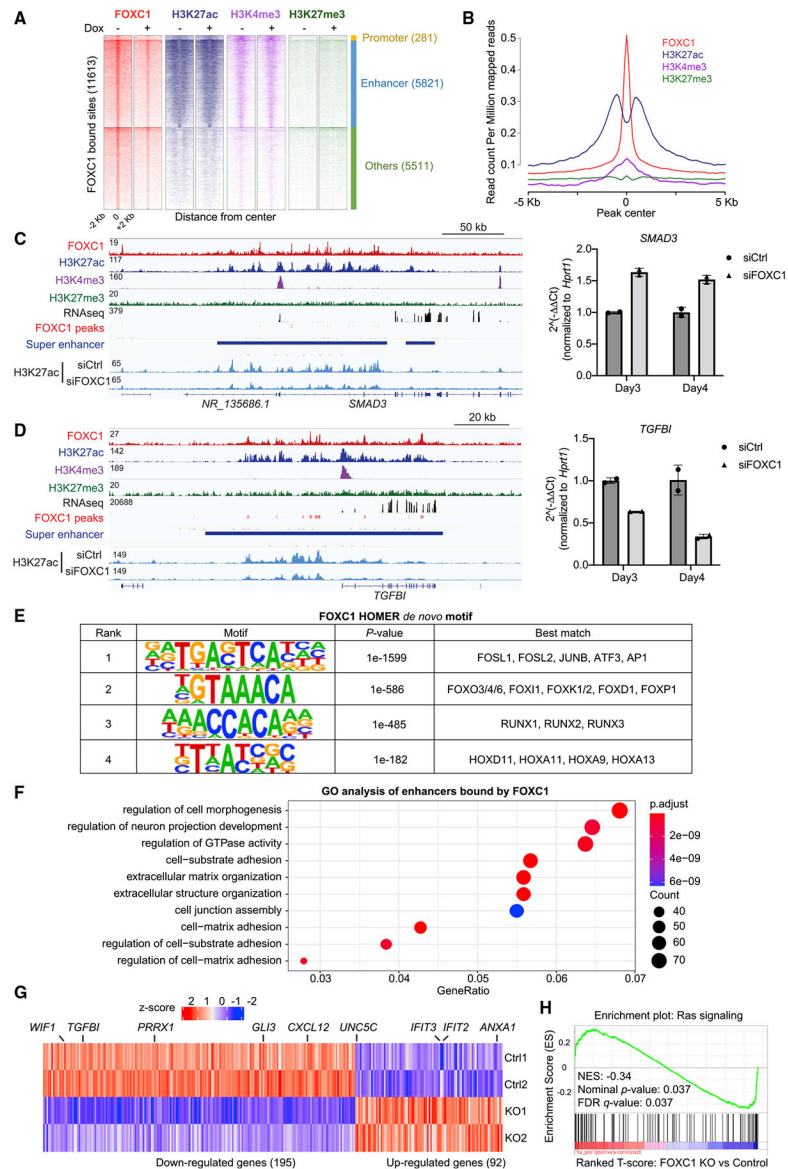 A
FOXC1 H3K27ac H3K4me3 H3K27me3
Dox - + - + - + - +
Promoter (281)
Enhancer (5821)
Others (5511)
FOXC1 bound sites (11613)
-2 Kb 0 +2 Kb
Distance from center
B
Read count Per Million mapped reads
0.5
0.4
0.3
0.2
0.1
FOXC1
H3K27ac
H3K4me3
H3K27me3
-5 Kb 0 5 Kb
Peak center
C
50 kb
FOXC1 19
H3K27ac 117
H3K4me3 160
H3K27me3 20
RNAseq 379
FOXC1 peaks
Super enhancer
H3K27ac
siCtrl 65
siFOXC1 65
NR_135686.1 SMAD3
SMAD3
2^(-ΔΔCt)
(normalized to Hprt1)
2.0
1.5
1.0
0.5
0.0
Day3 Day4
siCtrl
siFOXC1
D
20 kb
FOXC1 27
H3K27ac 142
H3K4me3 189
H3K27me3 20
RNAseq 20688
FOXC1 peaks
Super enhancer
H3K27ac
siCtrl 149
siFOXC1 149
TGFBI
TGFBI
2^(-ΔΔCt)
(normalized to Hprt1)
1.5
1.0
0.5
0.0
Day3 Day4
siCtrl
siFOXC1
E
FOXC1 HOMER de novo motif
Rank Motif P-value Best match
1 TGACTCA 1e-1599 FOSL1, FOSL2, JUNB, ATF3, AP1
2 GTAAACA 1e-586 FOXO3/4/6, FOXI1, FOXK1/2, FOXD1, FOXP1
3 AAACCACA 1e-485 RUNX1, RUNX2, RUNX3
4 1e-182 HOXD11, HOXA11, HOXA9, HOXA13
F
GO analysis of enhancers bound by FOXC1
regulation of cell morphogenesis
regulation of neuron projection development
regulation of GTPase activity
cell−substrate adhesion
extracellular matrix organization
extracellular structure organization
cell junction assembly
cell−matrix adhesion
regulation of cell−substrate adhesion
regulation of cell−matrix adhesion
0.03 0.04 0.05 0.06 0.07
GeneRatio
p.adjust
2e−09
4e−09
6e−09
Count
40
50
60
70
G
z-score
2 1 -1 -2
WIF1 TGFBI PRRX1 GLI3 CXCL12 UNC5C IFIT3 IFIT2 ANXA1
Ctrl1
Ctrl2
KO1
KO2
Down-regulated genes (195) Up-regulated genes (92)
H
Enrichment plot: Ras signaling
Enrichment Score (ES)
0.2
0
-0.2
NES: -0.34
Nominal p-value: 0.037
FDR q-value: 0.037
Ranked T-score: FOXC1 KO vs Control